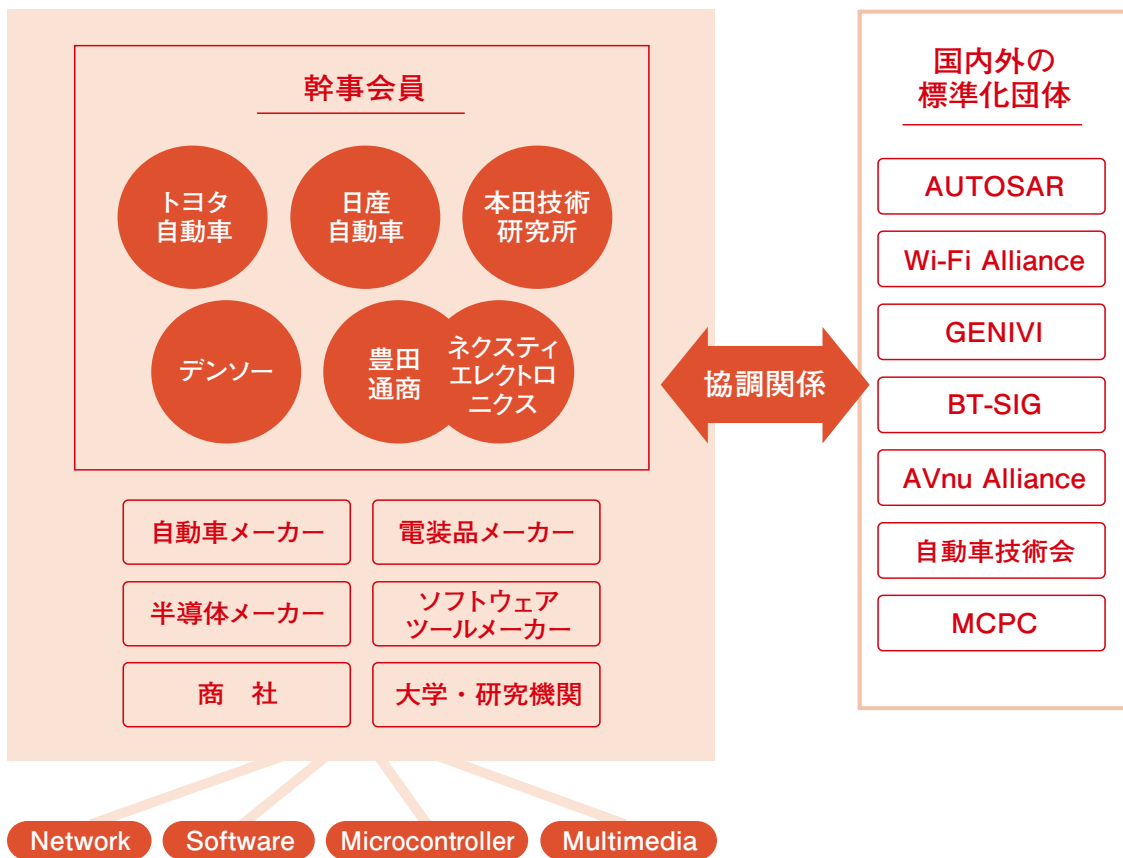 幹事会員
トヨタ
自動車
日産
自動車
本田技術
研究所
デンソー
豊田
通商
ネクスティ
エレクトロ
ニクス
自動車メーカー
電装品メーカー
半導体メーカー
ソフトウェア
ツールメーカー
商　社
大学・研究機関
協調関係
国内外の
標準化団体
AUTOSAR
Wi-Fi Alliance
GENIVI
BT-SIG
AVnu Alliance
自動車技術会
MCPC
Network
Software
Microcontroller
Multimedia